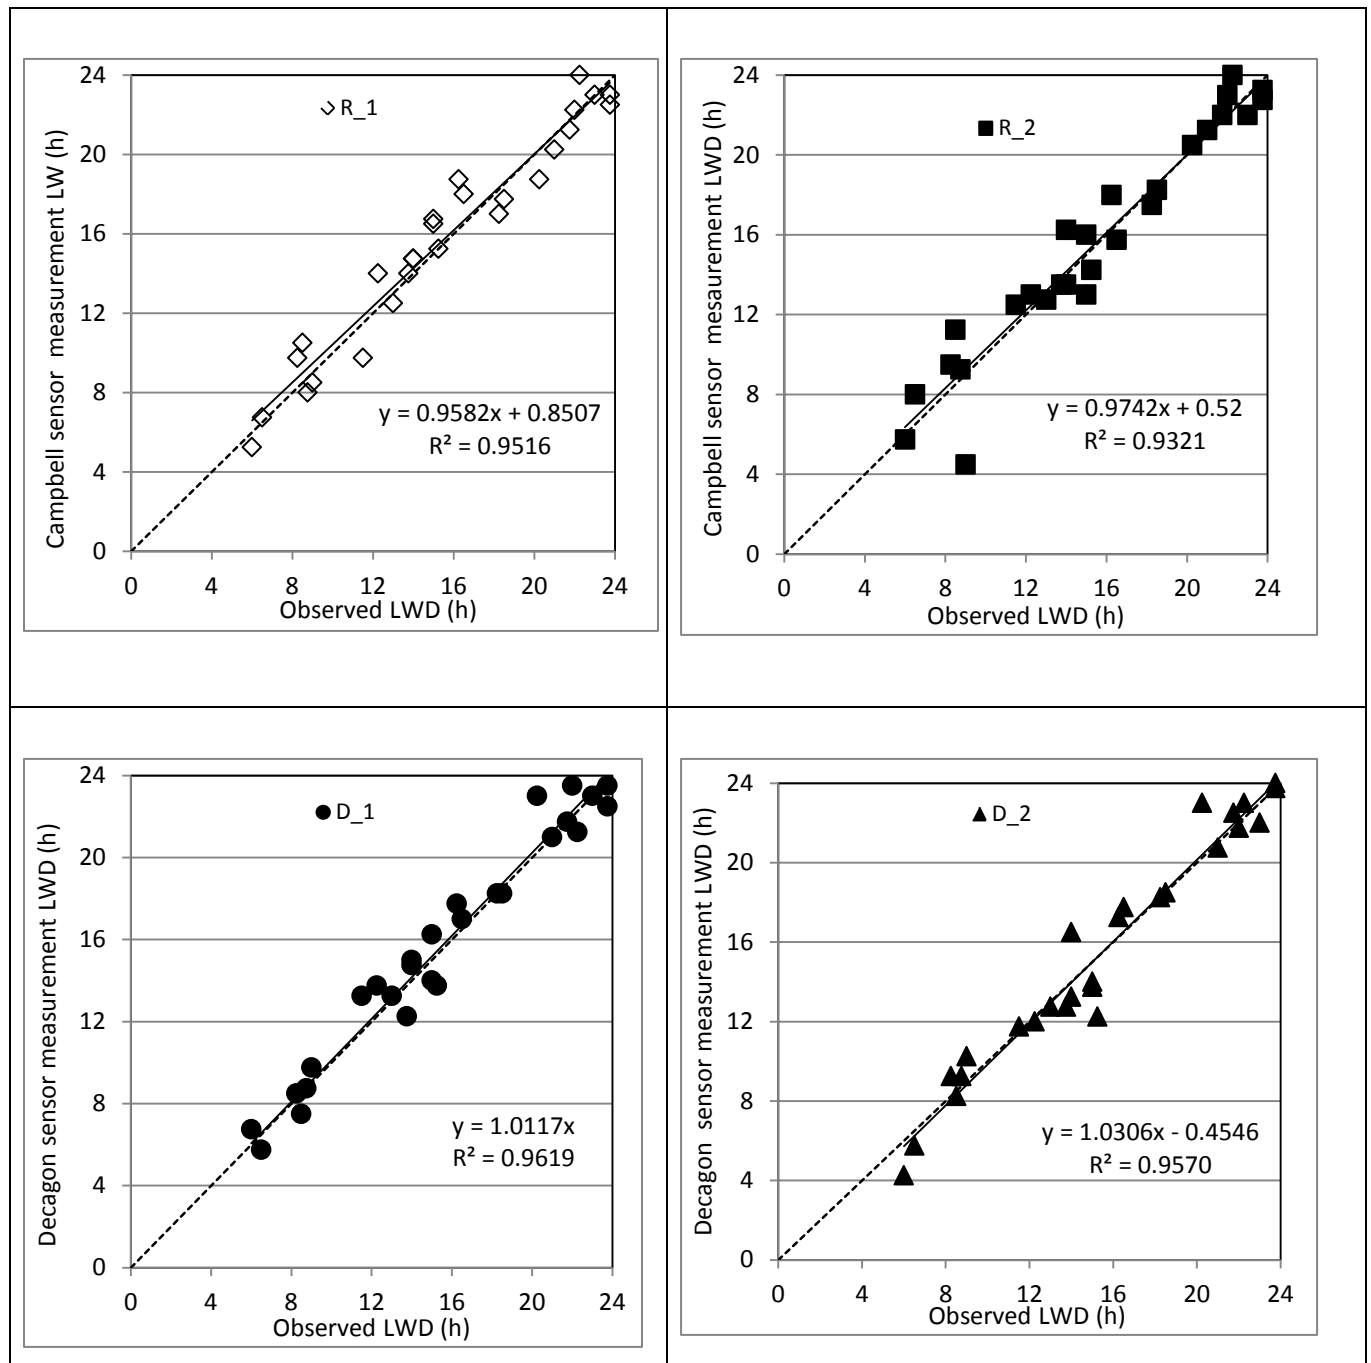 Campbell sensor measurement LW (h)
24
20
16
12
8
4
0
R_1
y = 0.9582x + 0.8507
R² = 0.9516
0 4 8 12 16 20 24
Observed LWD (h)
Campbell sensor mesaurement LWD (h)
24
20
16
12
8
4
0
R_2
y = 0.9742x + 0.52
R² = 0.9321
0 4 8 12 16 20 24
Observed LWD (h)
Decagon sensor measurement LWD (h)
24
20
16
12
8
4
0
D_1
y = 1.0117x
R² = 0.9619
0 4 8 12 16 20 24
Observed LWD (h)
Decagon sensor measurement LWD (h)
24
20
16
12
8
4
0
D_2
y = 1.0306x - 0.4546
R² = 0.9570
0 4 8 12 16 20 24
Observed LWD (h)